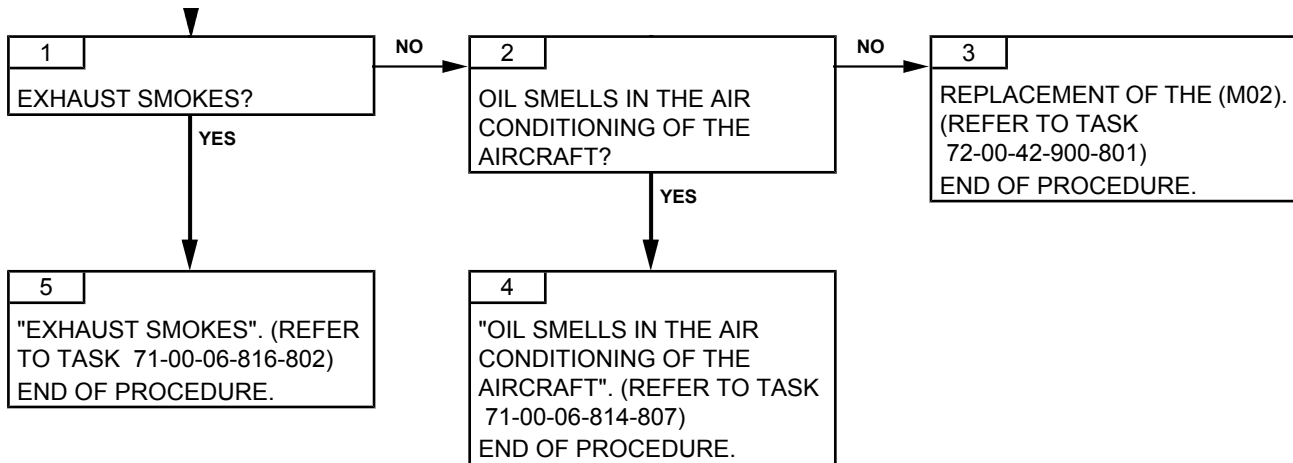 1
EXHAUST SMOKES?
NO
YES
2
OIL SMELLS IN THE AIR
CONDITIONING OF THE
AIRCRAFT?
NO
YES
3
REPLACEMENT OF THE (M02).
(REFER TO TASK
72-00-42-900-801)
END OF PROCEDURE.
5
"EXHAUST SMOKES". (REFER
TO TASK 71-00-06-816-802)
END OF PROCEDURE.
4
"OIL SMELLS IN THE AIR
CONDITIONING OF THE
AIRCRAFT". (REFER TO TASK
71-00-06-814-807)
END OF PROCEDURE.